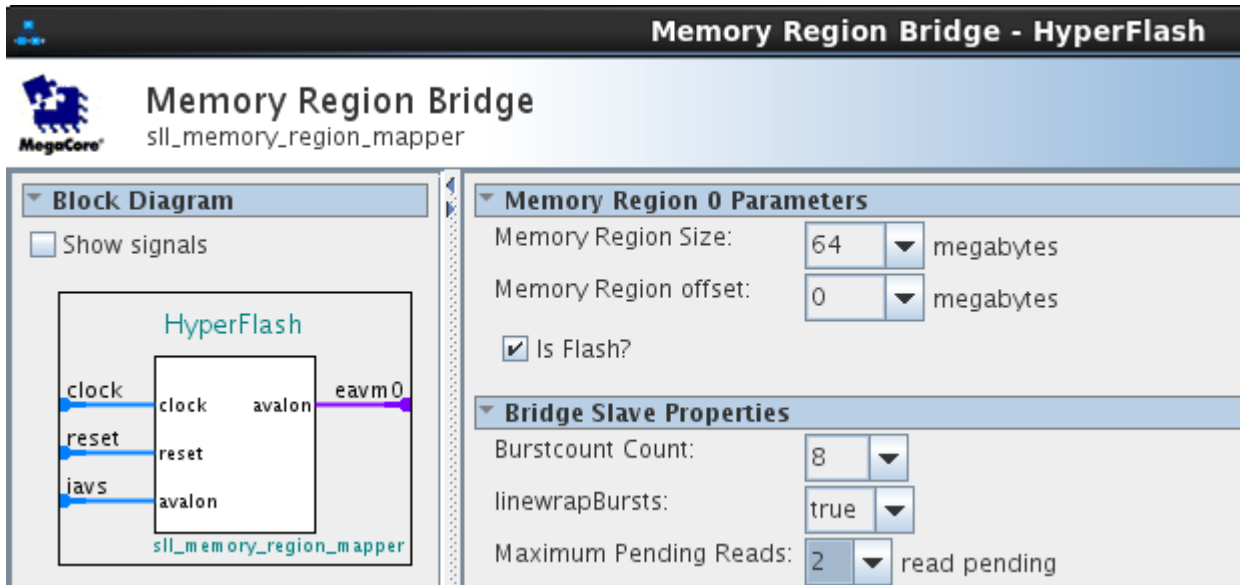 Memory Region Bridge - HyperFlash
Memory Region Bridge
sll_memory_region_mapper
MegaCore®
Block Diagram
Show signals
HyperFlash
clock
clock
avalon
eavm0
reset
reset
iavs
avalon
sll_memory_region_mapper
Memory Region 0 Parameters
Memory Region Size: 64 megabytes
Memory Region offset: 0 megabytes
Is Flash?
Bridge Slave Properties
Burstcount Count: 8
linewrapBursts: true
Maximum Pending Reads: 2 read pending